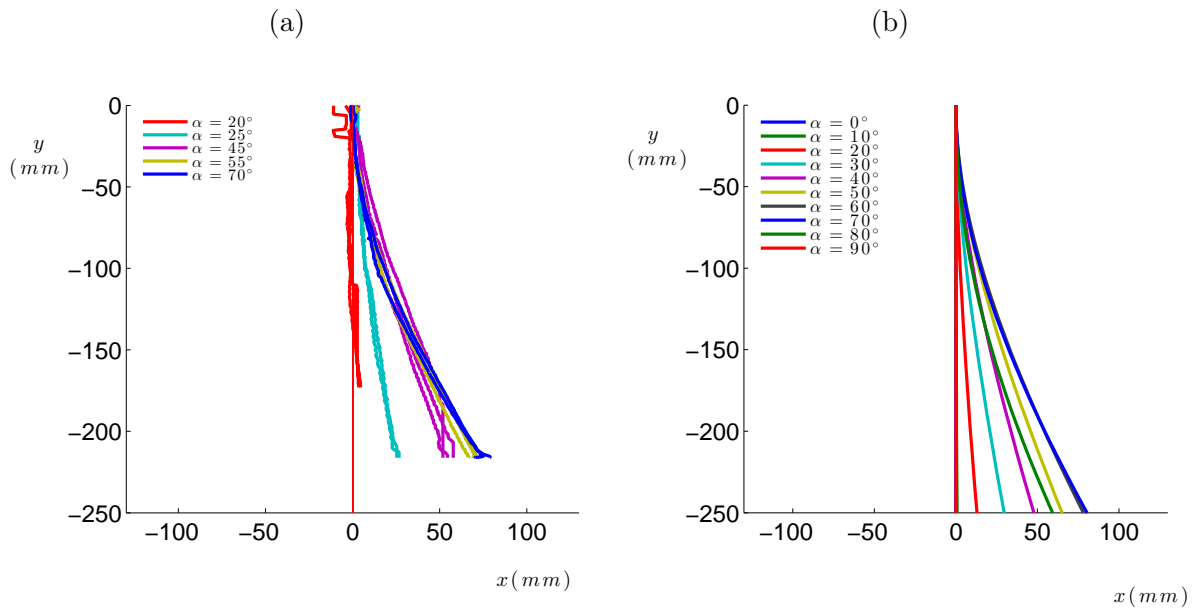 (a)
(b)
0
−50
−100
−150
−200
−250
y
(mm)
α = 20°
α = 25°
α = 45°
α = 55°
α = 70°
−100
−50
0
50
100
x(mm)
0
−50
−100
−150
−200
−250
y
(mm)
α = 0°
α = 10°
α = 20°
α = 30°
α = 40°
α = 50°
α = 60°
α = 70°
α = 80°
α = 90°
−100
−50
0
50
100
x(mm)